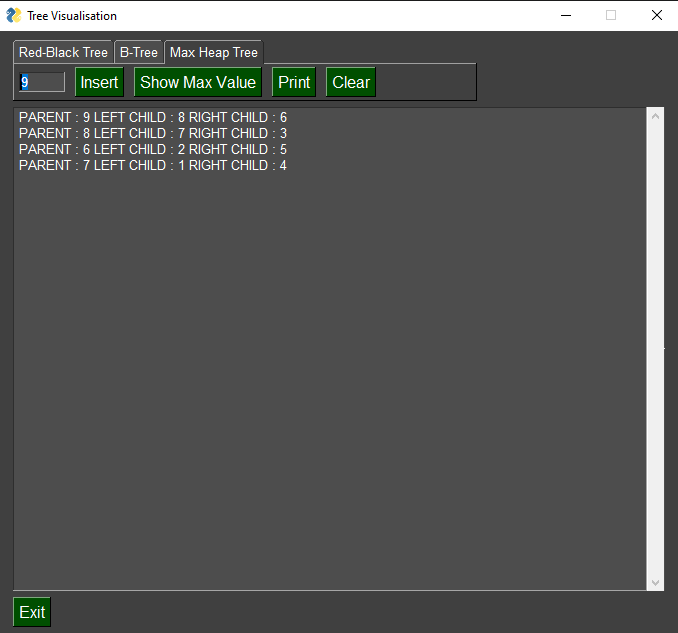 Tree Visualisation
Red-Black Tree B-Tree Max Heap Tree
9 Insert Show Max Value Print Clear
PARENT : 9 LEFT CHILD : 8 RIGHT CHILD : 6
PARENT : 8 LEFT CHILD : 7 RIGHT CHILD : 3
PARENT : 6 LEFT CHILD : 2 RIGHT CHILD : 5
PARENT : 7 LEFT CHILD : 1 RIGHT CHILD : 4
Exit